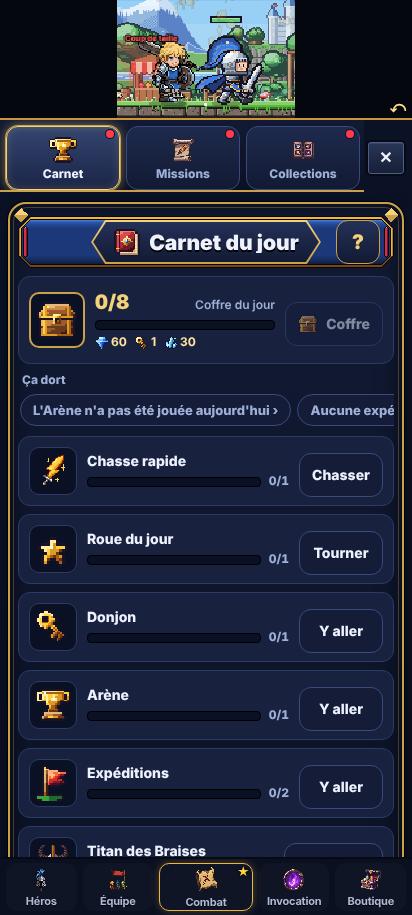 Coup de taille
Carnet
Missions
Collections
Carnet du jour
?
0/8
Coffre du jour
Coffre
60
1
30
Ça dort
L'Arène n'a pas été jouée aujourd'hui ›
Aucune expé
Chasse rapide
0/1
Chasser
Roue du jour
0/1
Tourner
Donjon
0/1
Y aller
Arène
0/1
Y aller
Expéditions
0/2
Y aller
Titan des Braises
Héros
Équipe
Combat
Invocation
Boutique